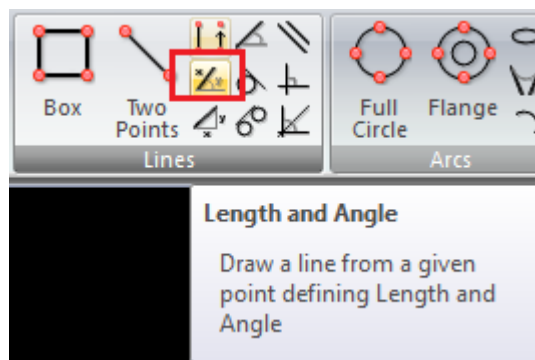 Box
Two
Points
Full
Circle
Flange
Lines
Arcs
Length and Angle
Draw a line from a given
point defining Length and
Angle